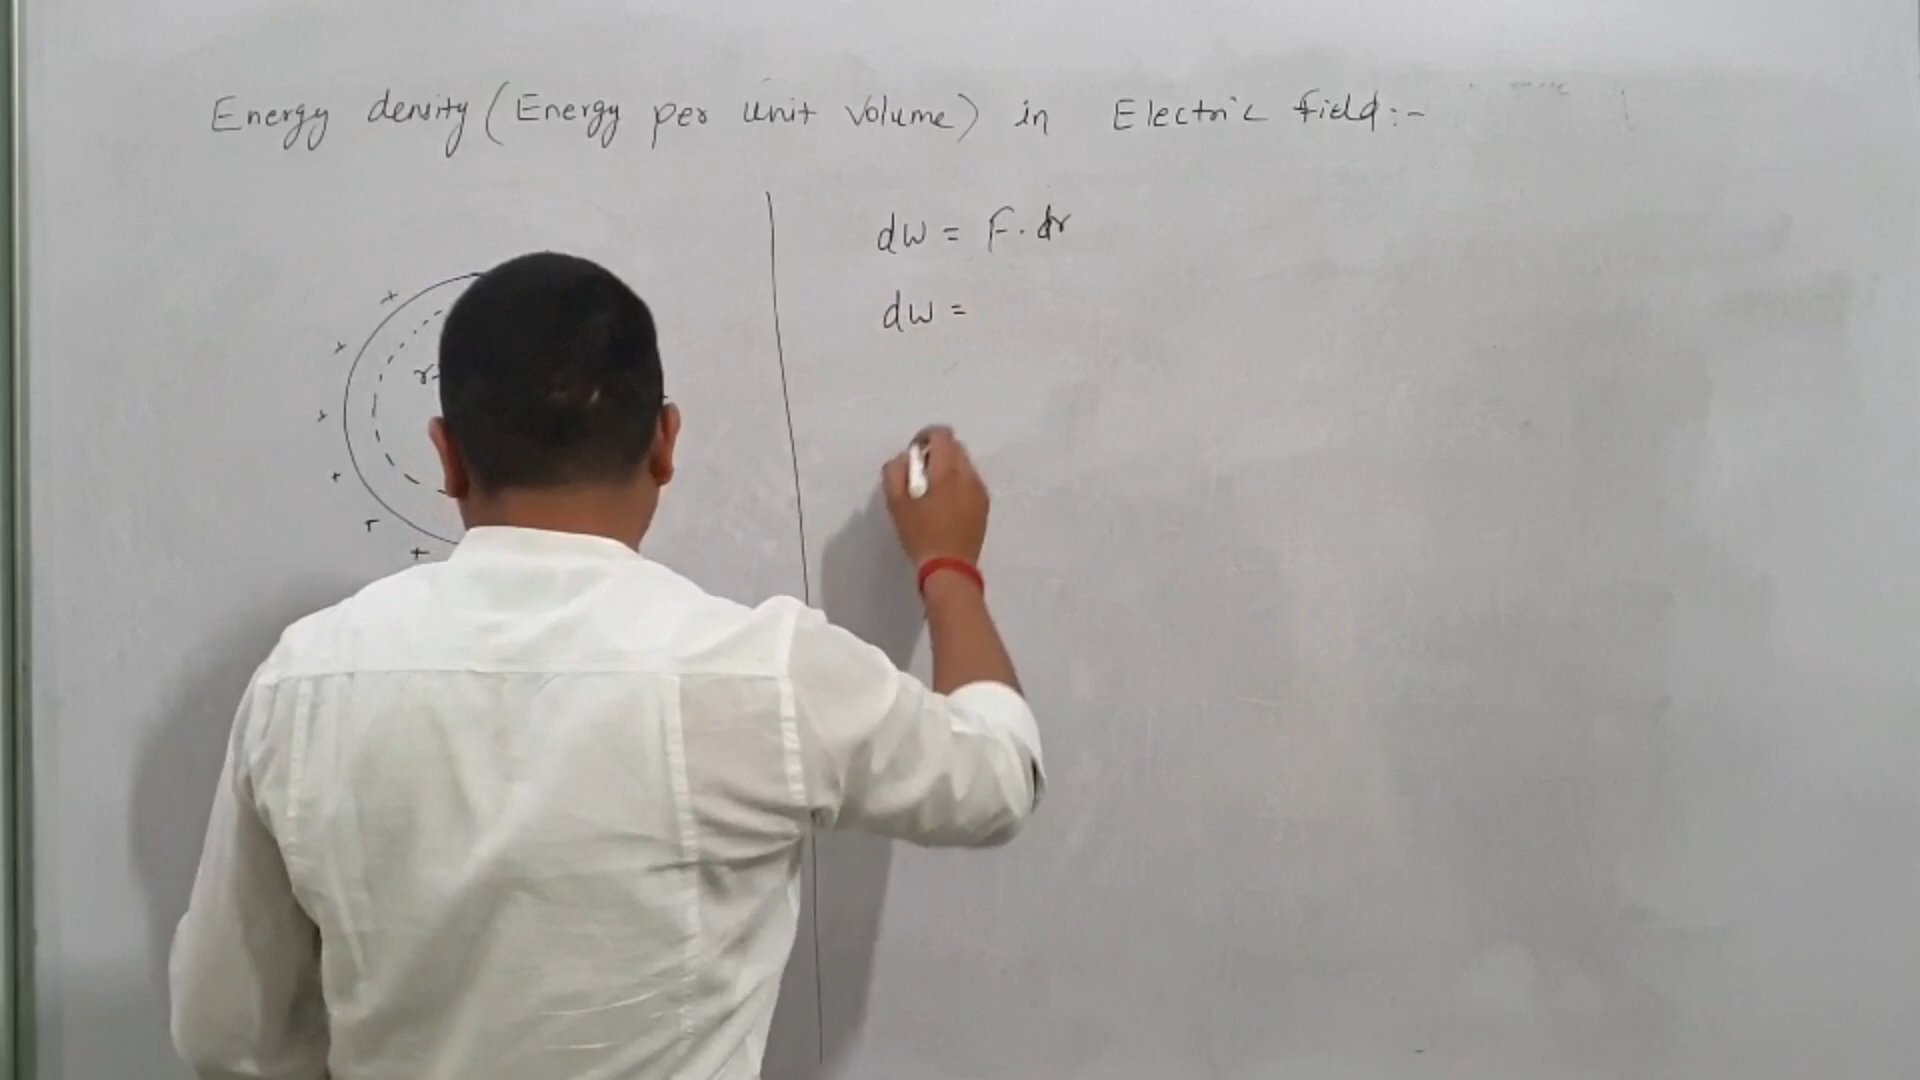 Energy density (Energy per unit Volume) in Electric field:-
dW = F. dr
dW =
+
+
+
+
+
r